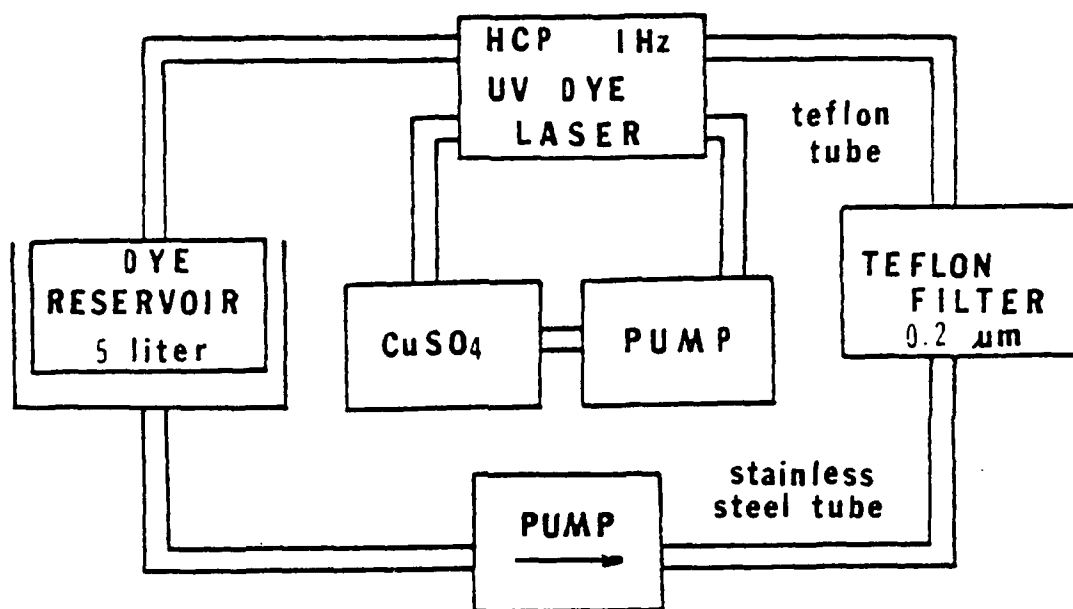 HCP 1Hz
UV DYE
LASER
teflon
tube
DYE
RESERVOIR
5 liter
CuSO4
PUMP
TEFLON
FILTER
0.2 μm
stainless
steel tube
PUMP